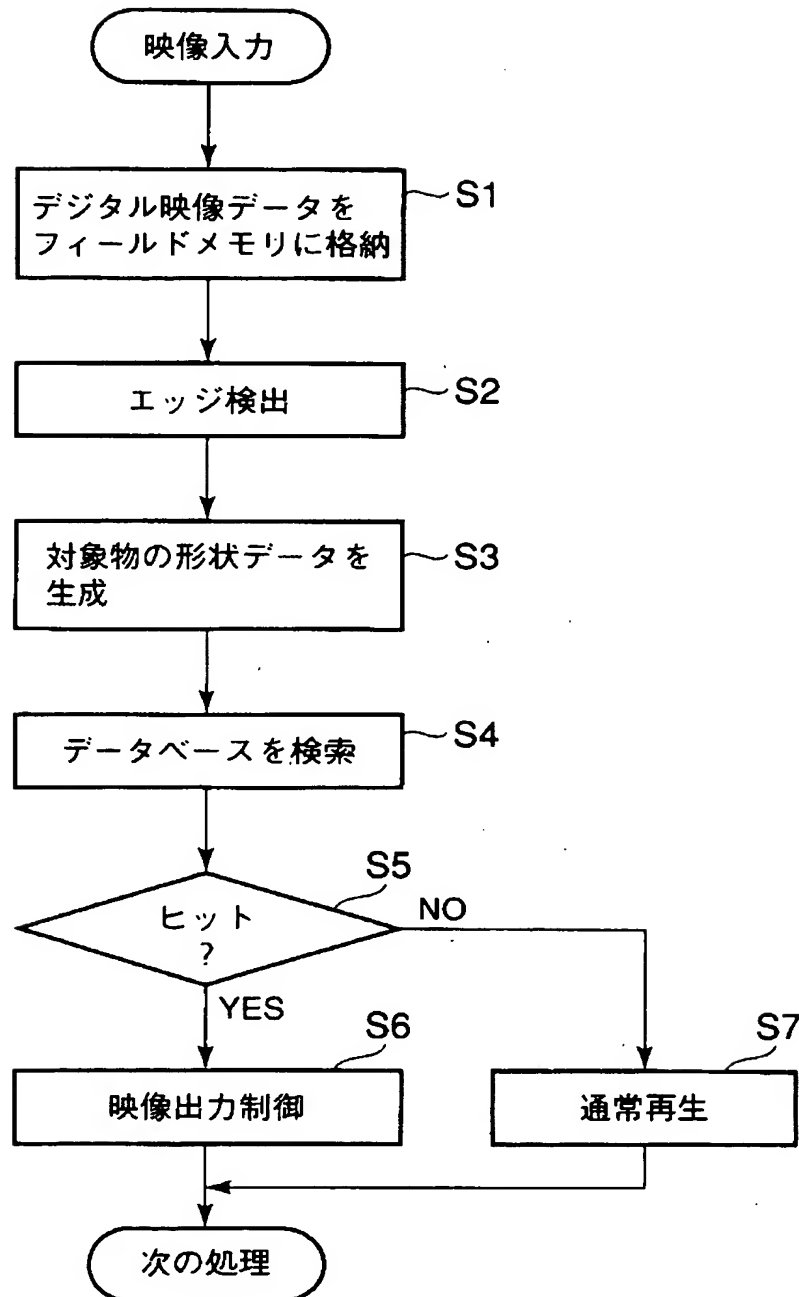 映像入力
デジタル映像データを
フィールドメモリに格納
S1
エッジ検出
S2
対象物の形状データを
生成
S3
データベースを検索
S4
ヒット
?
S5
NO
YES
映像出力制御
S6
通常再生
S7
次の処理